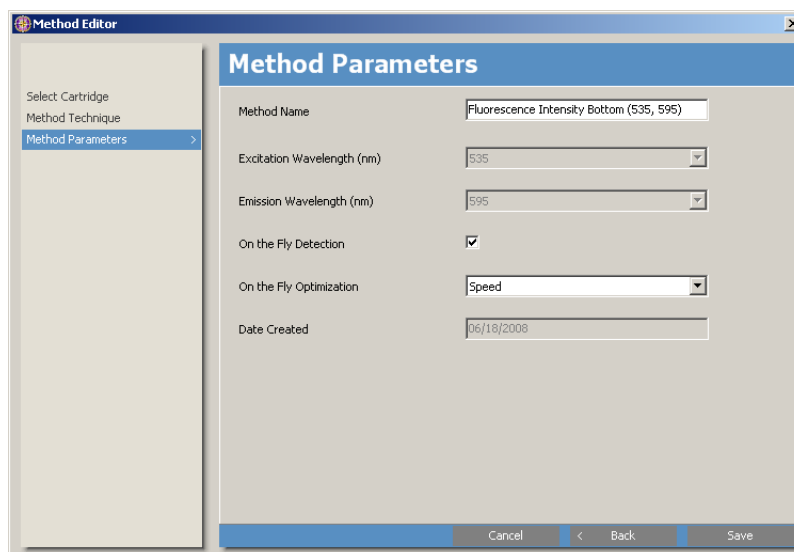 Method Editor
Method Parameters
Select Cartridge
Method Technique
Method Parameters >
Method Name Fluorescence Intensity Bottom (535, 595)
Excitation Wavelength (nm) 535
Emission Wavelength (nm) 595
On the Fly Detection
On the Fly Optimization Speed
Date Created 06/18/2008
Cancel < Back Save